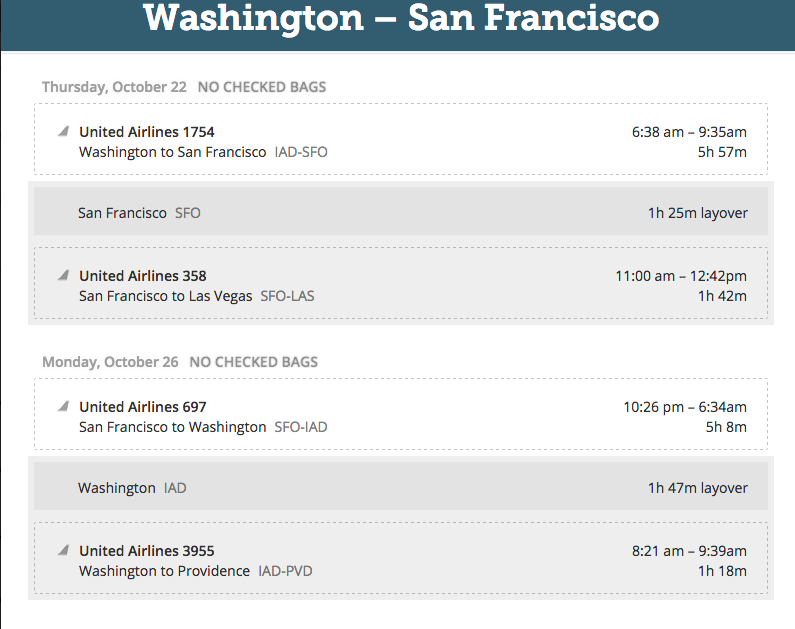 Washington – San Francisco
Thursday, October 22 NO CHECKED BAGS
United Airlines 1754 6:38 am – 9:35am
Washington to San Francisco IAD-SFO 5h 57m
San Francisco SFO 1h 25m layover
United Airlines 358 11:00 am – 12:42pm
San Francisco to Las Vegas SFO-LAS 1h 42m
Monday, October 26 NO CHECKED BAGS
United Airlines 697 10:26 pm – 6:34am
San Francisco to Washington SFO-IAD 5h 8m
Washington IAD 1h 47m layover
United Airlines 3955 8:21 am – 9:39am
Washington to Providence IAD-PVD 1h 18m